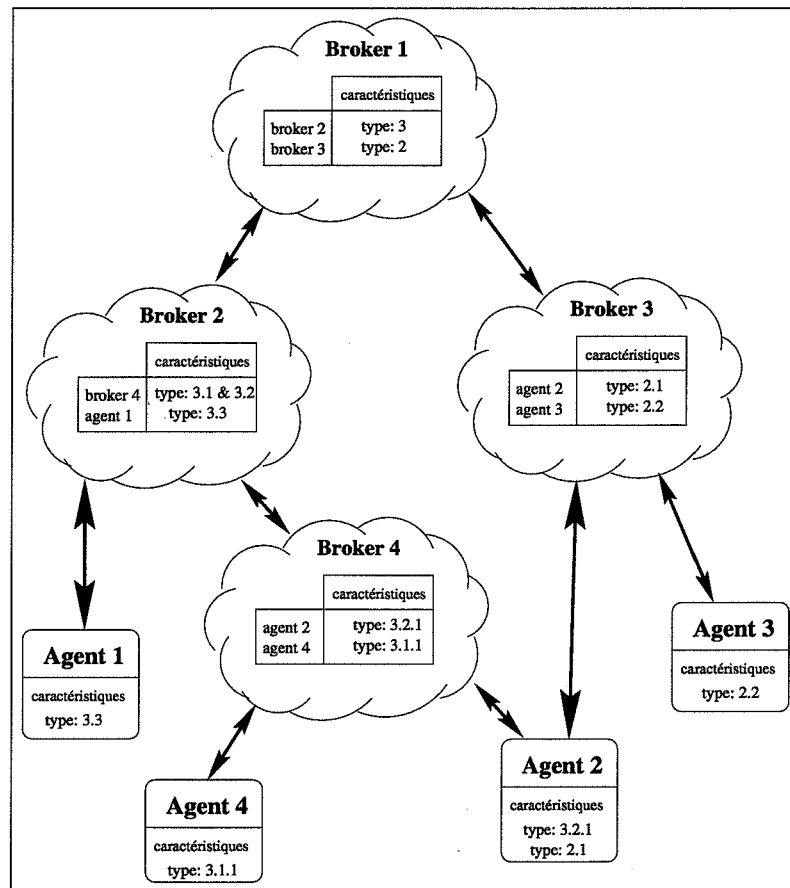 Broker 1
caractéristiques
broker 2 type: 3
broker 3 type: 2
Broker 2
caractéristiques
broker 4 type: 3.1 & 3.2
agent 1 type: 3.3
Broker 3
caractéristiques
agent 2 type: 2.1
agent 3 type: 2.2
Broker 4
caractéristiques
agent 2 type: 3.2.1
agent 4 type: 3.1.1
Agent 1
caractéristiques
type: 3.3
Agent 3
caractéristiques
type: 2.2
Agent 4
caractéristiques
type: 3.1.1
Agent 2
caractéristiques
type: 3.2.1
type: 2.1